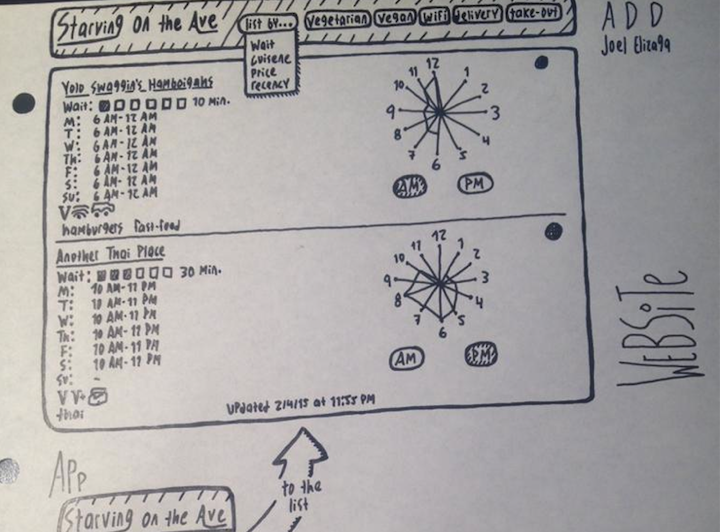 Starving on the Ave list by... vegetarian vegan wifi delivery take-out
Wait
Cuisene
Price
recency
ADD
Joel Elizaga
Yolo Swaggin's Hamboigahs
Wait: 10 Min.
M: 6 AM-12 AM
T: 6 AM-12 AM
W: 6 AM-12 AM
Th: 6 AM-12 AM
F: 6 AM-12 AM
S: 6 AM-12 AM
Su: 6 AM-12 AM
V
hamburgers fast-food
12 1 2 3 4 5 6 7 8 9 10 11
AM PM
Another Thai Place
Wait: 30 Min.
M: 10 AM-11 PM
T: 10 AM-11 PM
W: 10 AM-11 PM
Th: 10 AM-11 PM
F: 10 AM-11 PM
S: 10 AM-11 PM
Su: -
V V+
thai
12 1 2 3 4 5 6 7 8 9 10 11
AM PM
updated 2/4/15 at 11:55 PM
WEBSiTe
APp
Starving on the Ave
to the
list